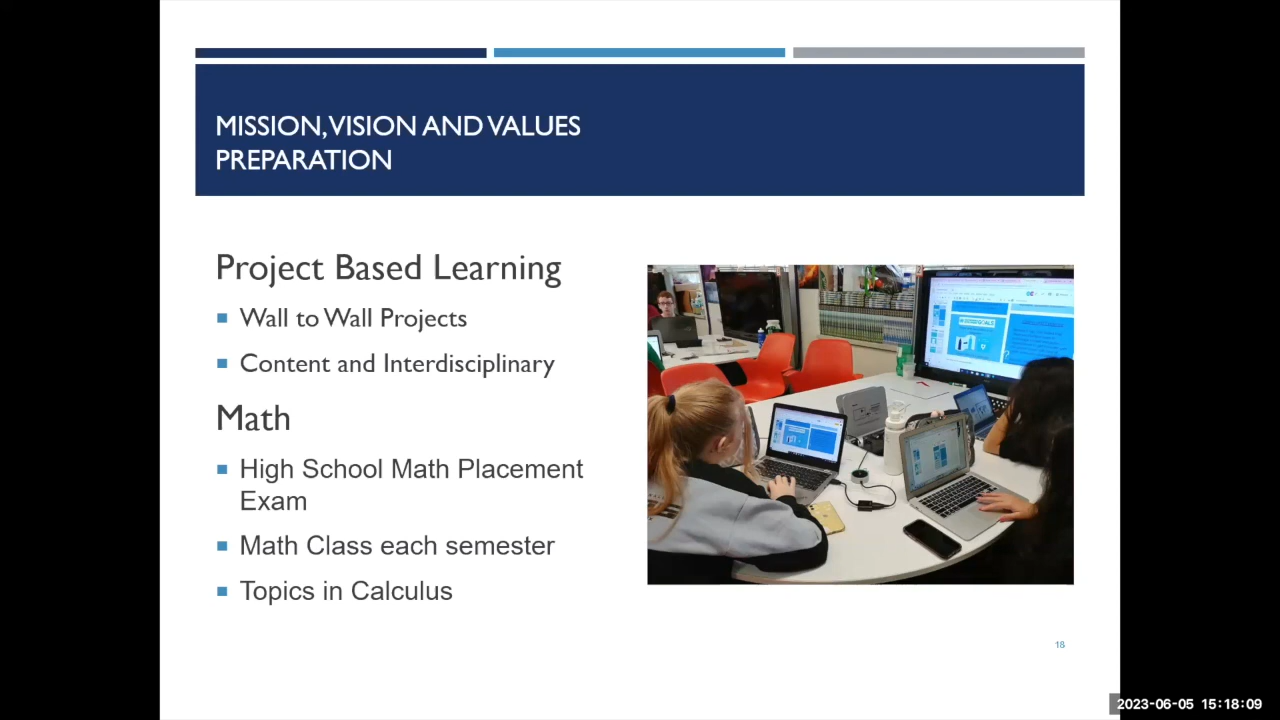 MISSION, VISION AND VALUES
PREPARATION
Project Based Learning
Wall to Wall Projects
Content and Interdisciplinary
Math
High School Math Placement
Exam
Math Class each semester
Topics in Calculus
18
2023-06-05 15:18:09